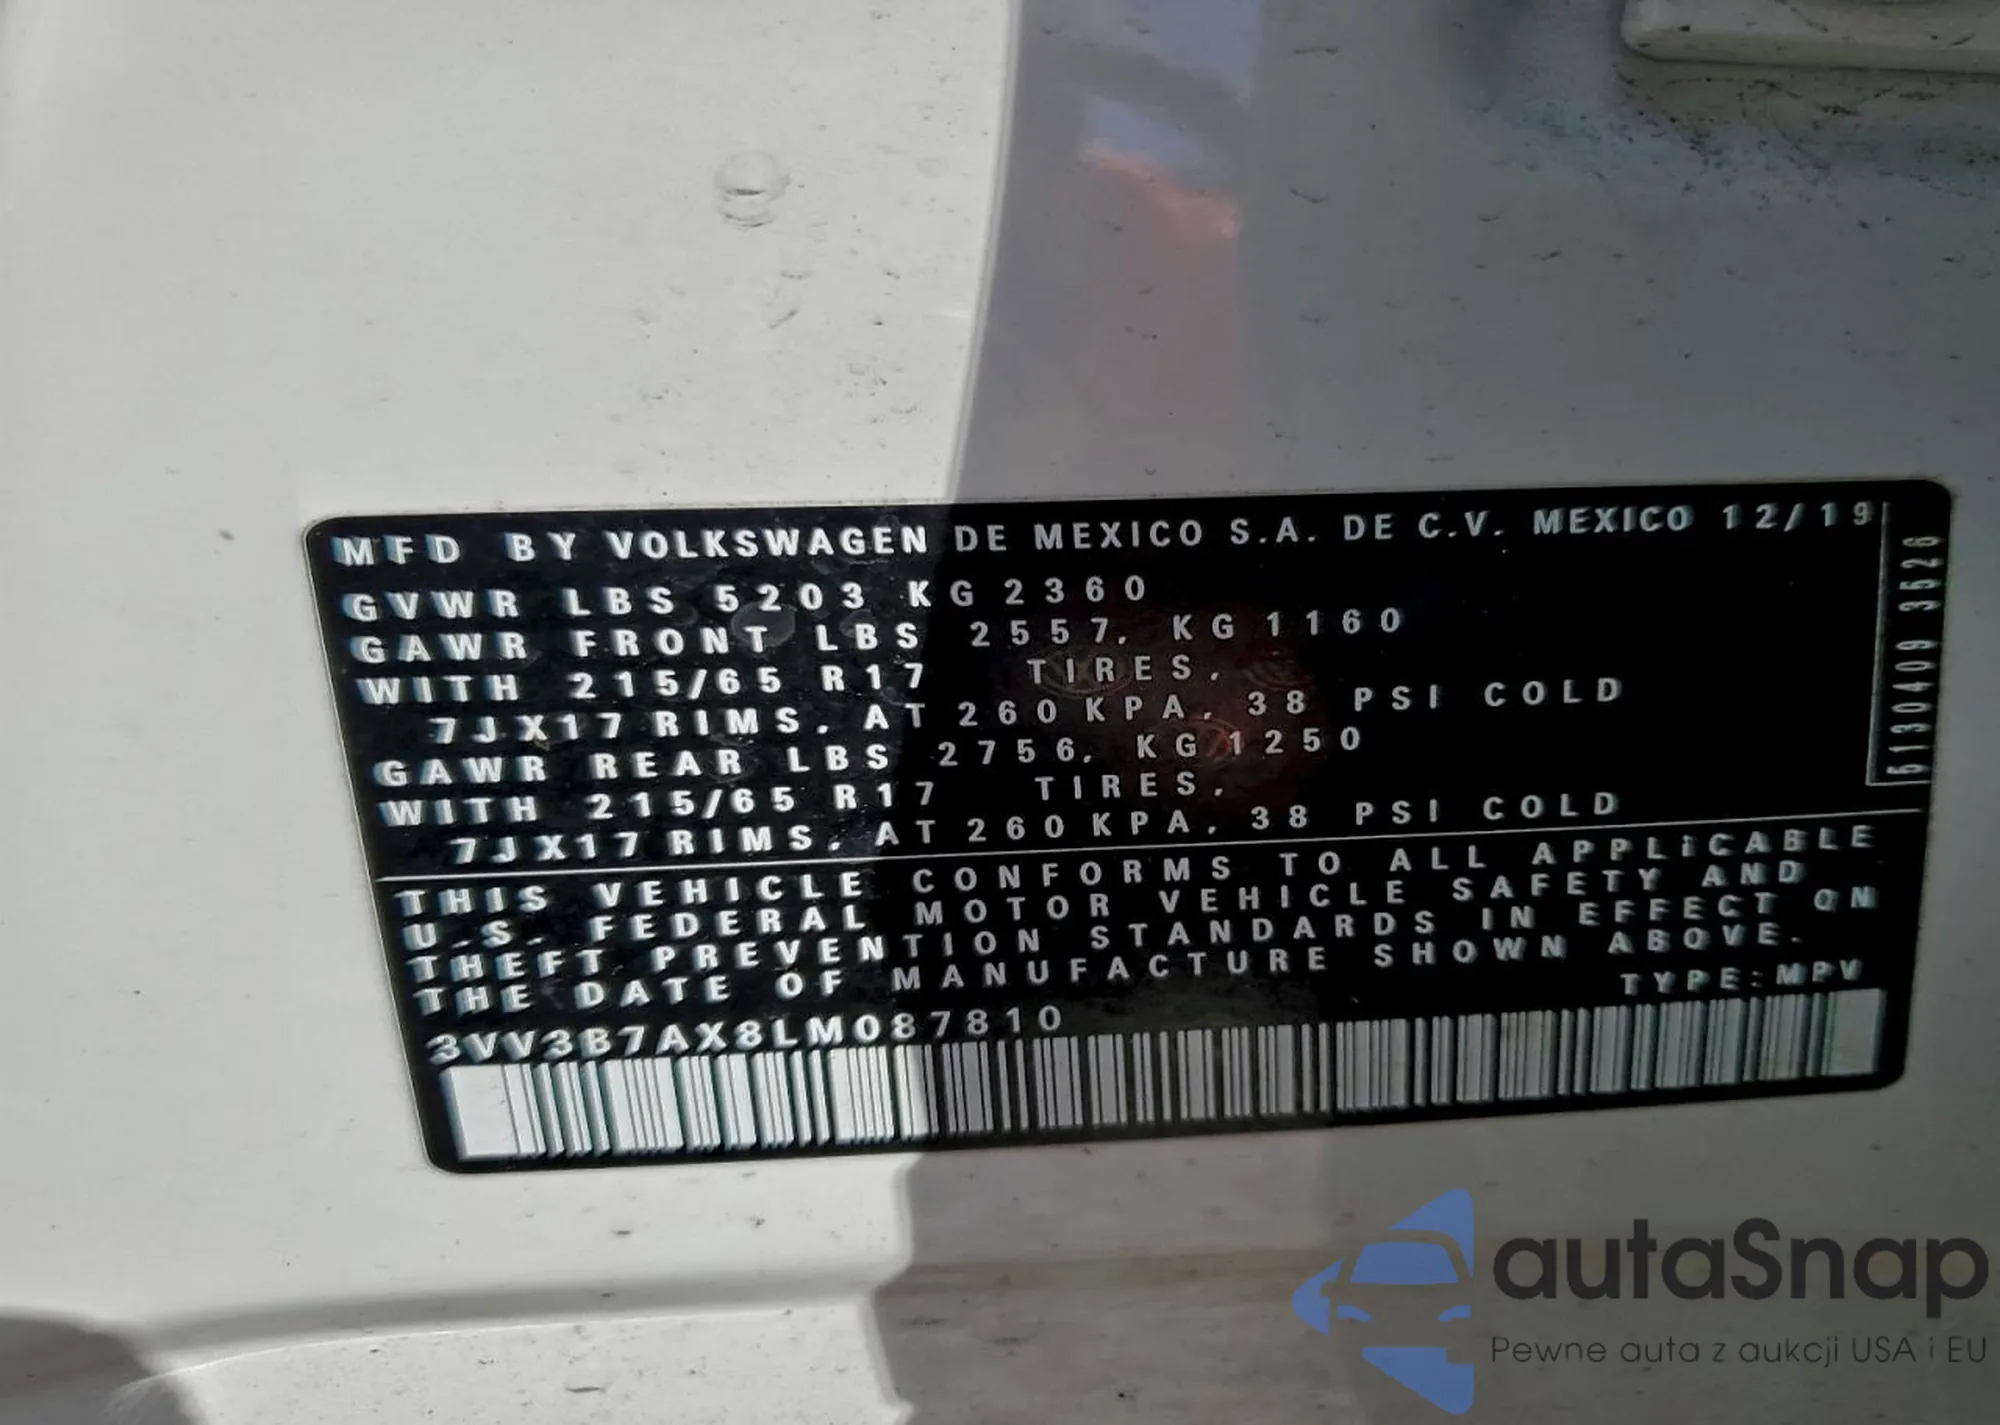 MFD BY VOLKSWAGEN DE MEXICO S.A. DE C.V. MEXICO 12/19
GVWR LBS 5203 KG 2360
GAWR FRONT LBS 2557, KG 1160
WITH 215/65 R17 TIRES,
7JX17 RIMS, AT 260 KPA, 38 PSI COLD
GAWR REAR LBS 2756, KG 1250
WITH 215/65 R17 TIRES,
7JX17 RIMS, AT 260 KPA, 38 PSI COLD
THIS VEHICLE CONFORMS TO ALL APPLICABLE
U.S. FEDERAL MOTOR VEHICLE SAFETY AND
THEFT PREVENTION STANDARDS IN EFFECT ON
THE DATE OF MANUFACTURE SHOWN ABOVE.
TYPE:MPV
3VV3B7AX8LM087810
5130409 3526
autaSnap
Pewne auta z aukcji USA i EU